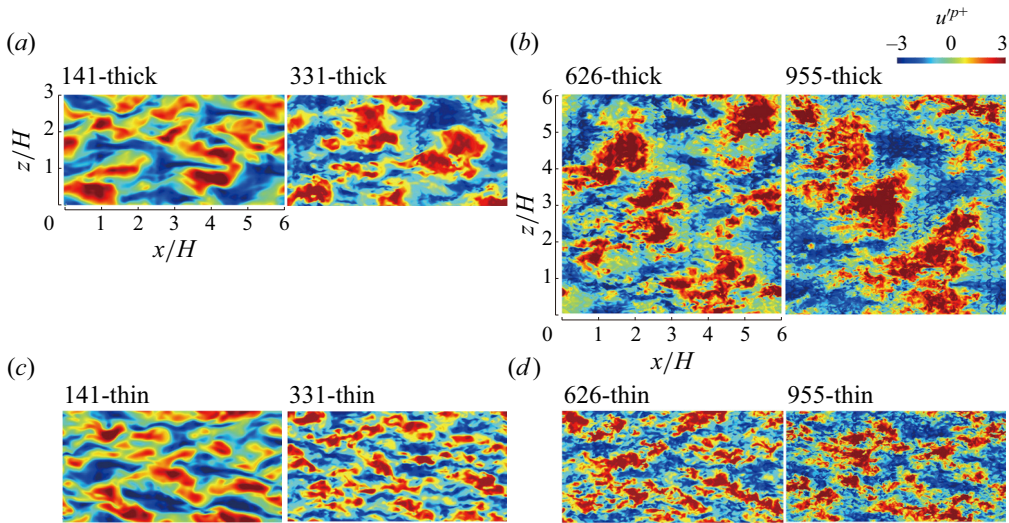 u′p+
−3 0 3
(a)
141-thick 331-thick
3
2
1
0
z/H
1 2 3 4 5 6
x/H
(b)
626-thick 955-thick
6
5
4
3
2
1
0
z/H
1 2 3 4 5 6
x/H
(c)
141-thin 331-thin
(d)
626-thin 955-thin